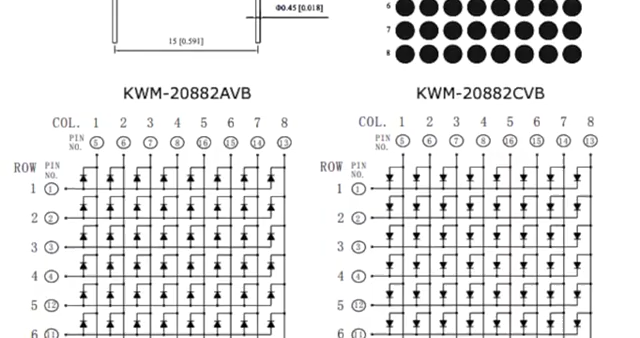 Φ0.45 [0.018]
15 [0.591]
6
7
8
KWM-20882AVB
COL. 1 2 3 4 5 6 7 8
PIN NO. 5 6 7 8 16 15 14 13
ROW PIN NO.
1 1
2 2
3 3
4 4
5 12
6 11
KWM-20882CVB
COL. 1 2 3 4 5 6 7 8
PIN NO. 5 6 7 8 16 15 14 13
ROW PIN NO.
1 1
2 2
3 3
4 4
5 12
6 11